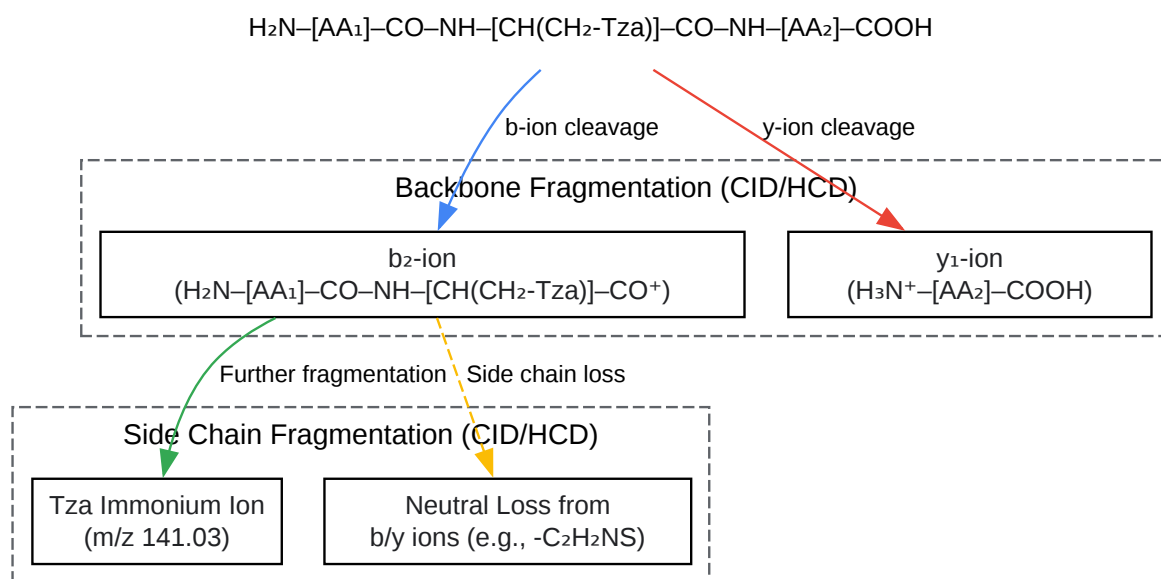 H₂N–[AA₁]–CO–NH–[CH(CH₂-Tza)]–CO–NH–[AA₂]–COOH
b-ion cleavage
y-ion cleavage
Backbone Fragmentation (CID/HCD)
b₂-ion
(H₂N–[AA₁]–CO–NH–[CH(CH₂-Tza)]–CO⁺)
y₁-ion
(H₃N⁺–[AA₂]–COOH)
Further fragmentation
Side chain loss
Side Chain Fragmentation (CID/HCD)
Tza Immonium Ion
(m/z 141.03)
Neutral Loss from
b/y ions (e.g., -C₂H₂NS)